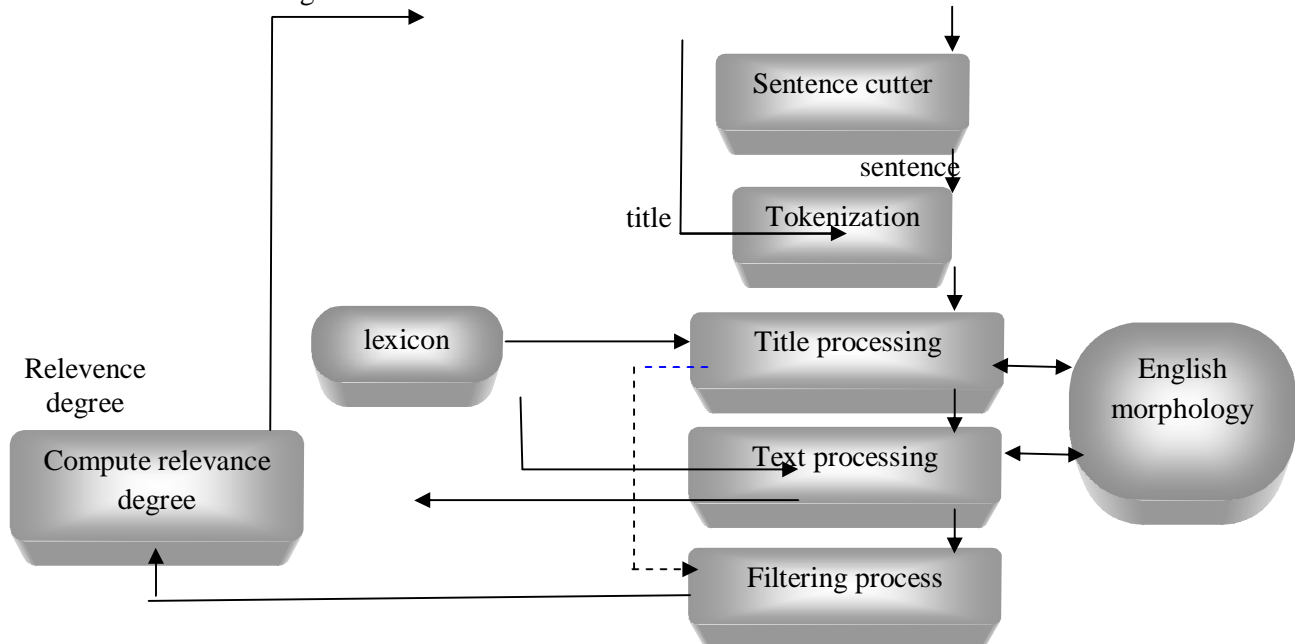 Sentence cutter
sentence
title
Tokenization
lexicon
Title processing
English
morphology
Relevence
degree
Compute relevance
degree
Text processing
Filtering process